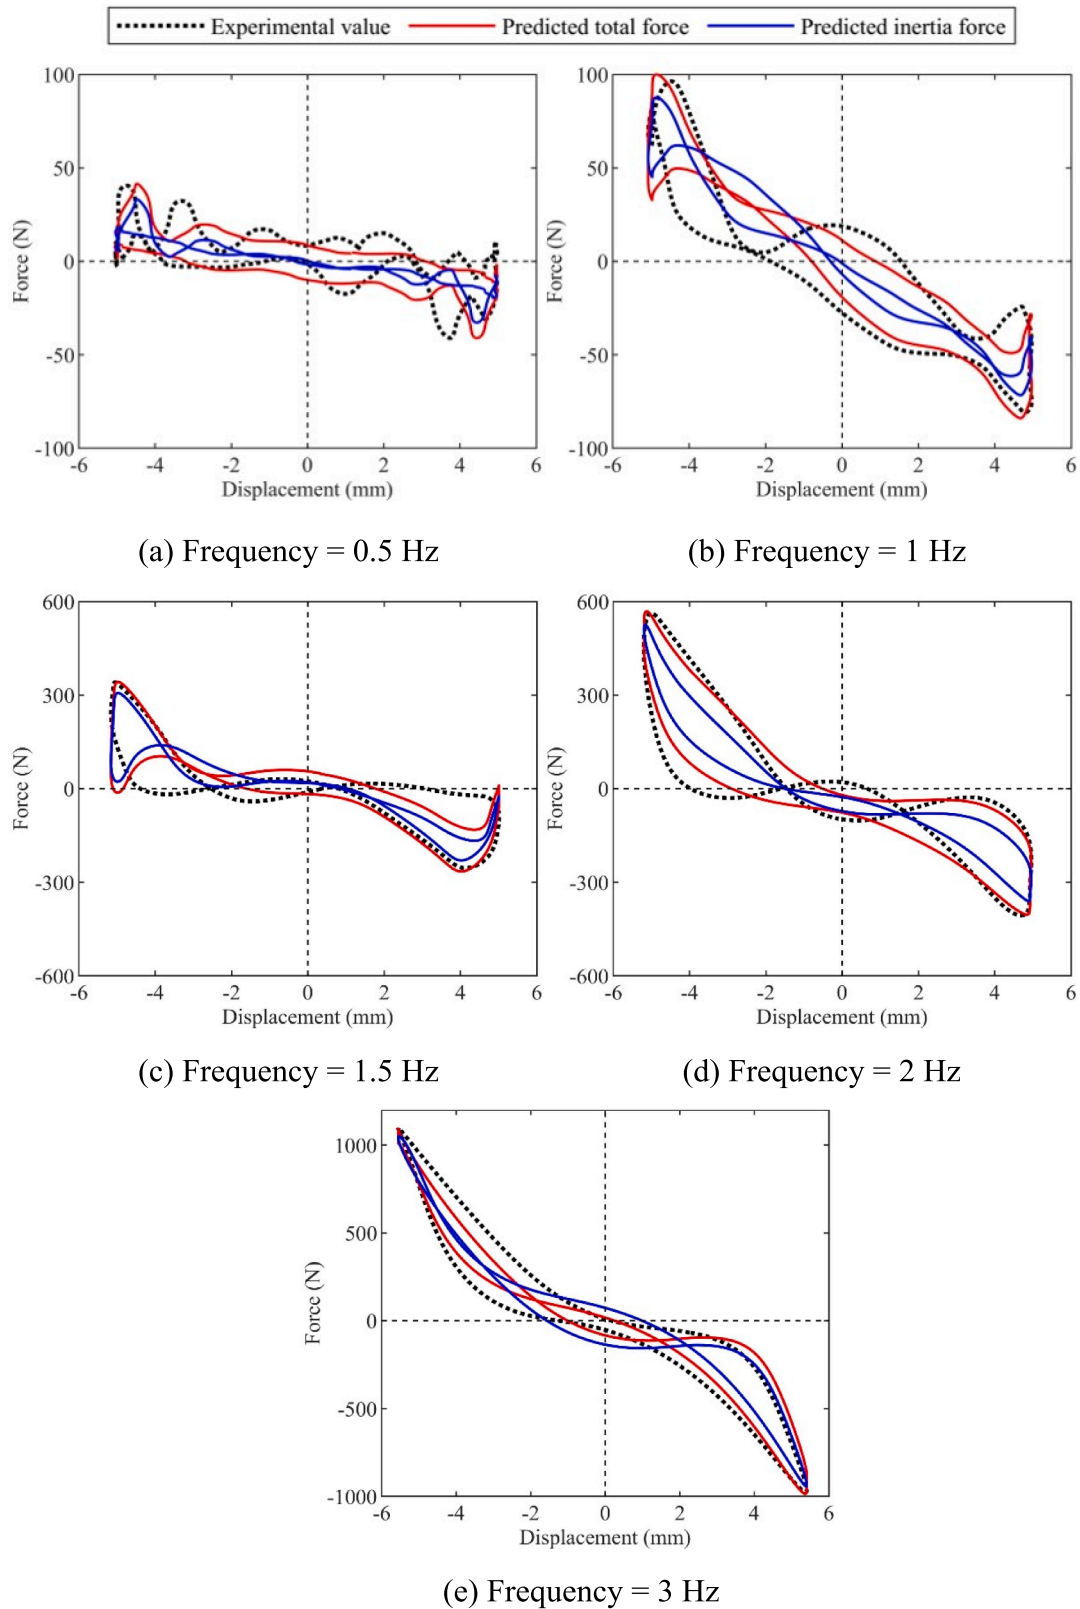 Experimental value Predicted total force Predicted inertia force
100
50
0
-50
-100
-6 -4 -2 0 2 4 6
Force (N)
Displacement (mm)
(a) Frequency = 0.5 Hz
100
50
0
-50
-100
-6 -4 -2 0 2 4 6
Force (N)
Displacement (mm)
(b) Frequency = 1 Hz
600
300
0
-300
-600
-6 -4 -2 0 2 4 6
Force (N)
Displacement (mm)
(c) Frequency = 1.5 Hz
600
300
0
-300
-600
-6 -4 -2 0 2 4 6
Force (N)
Displacement (mm)
(d) Frequency = 2 Hz
1000
500
0
-500
-1000
-6 -4 -2 0 2 4 6
Force (N)
Displacement (mm)
(e) Frequency = 3 Hz